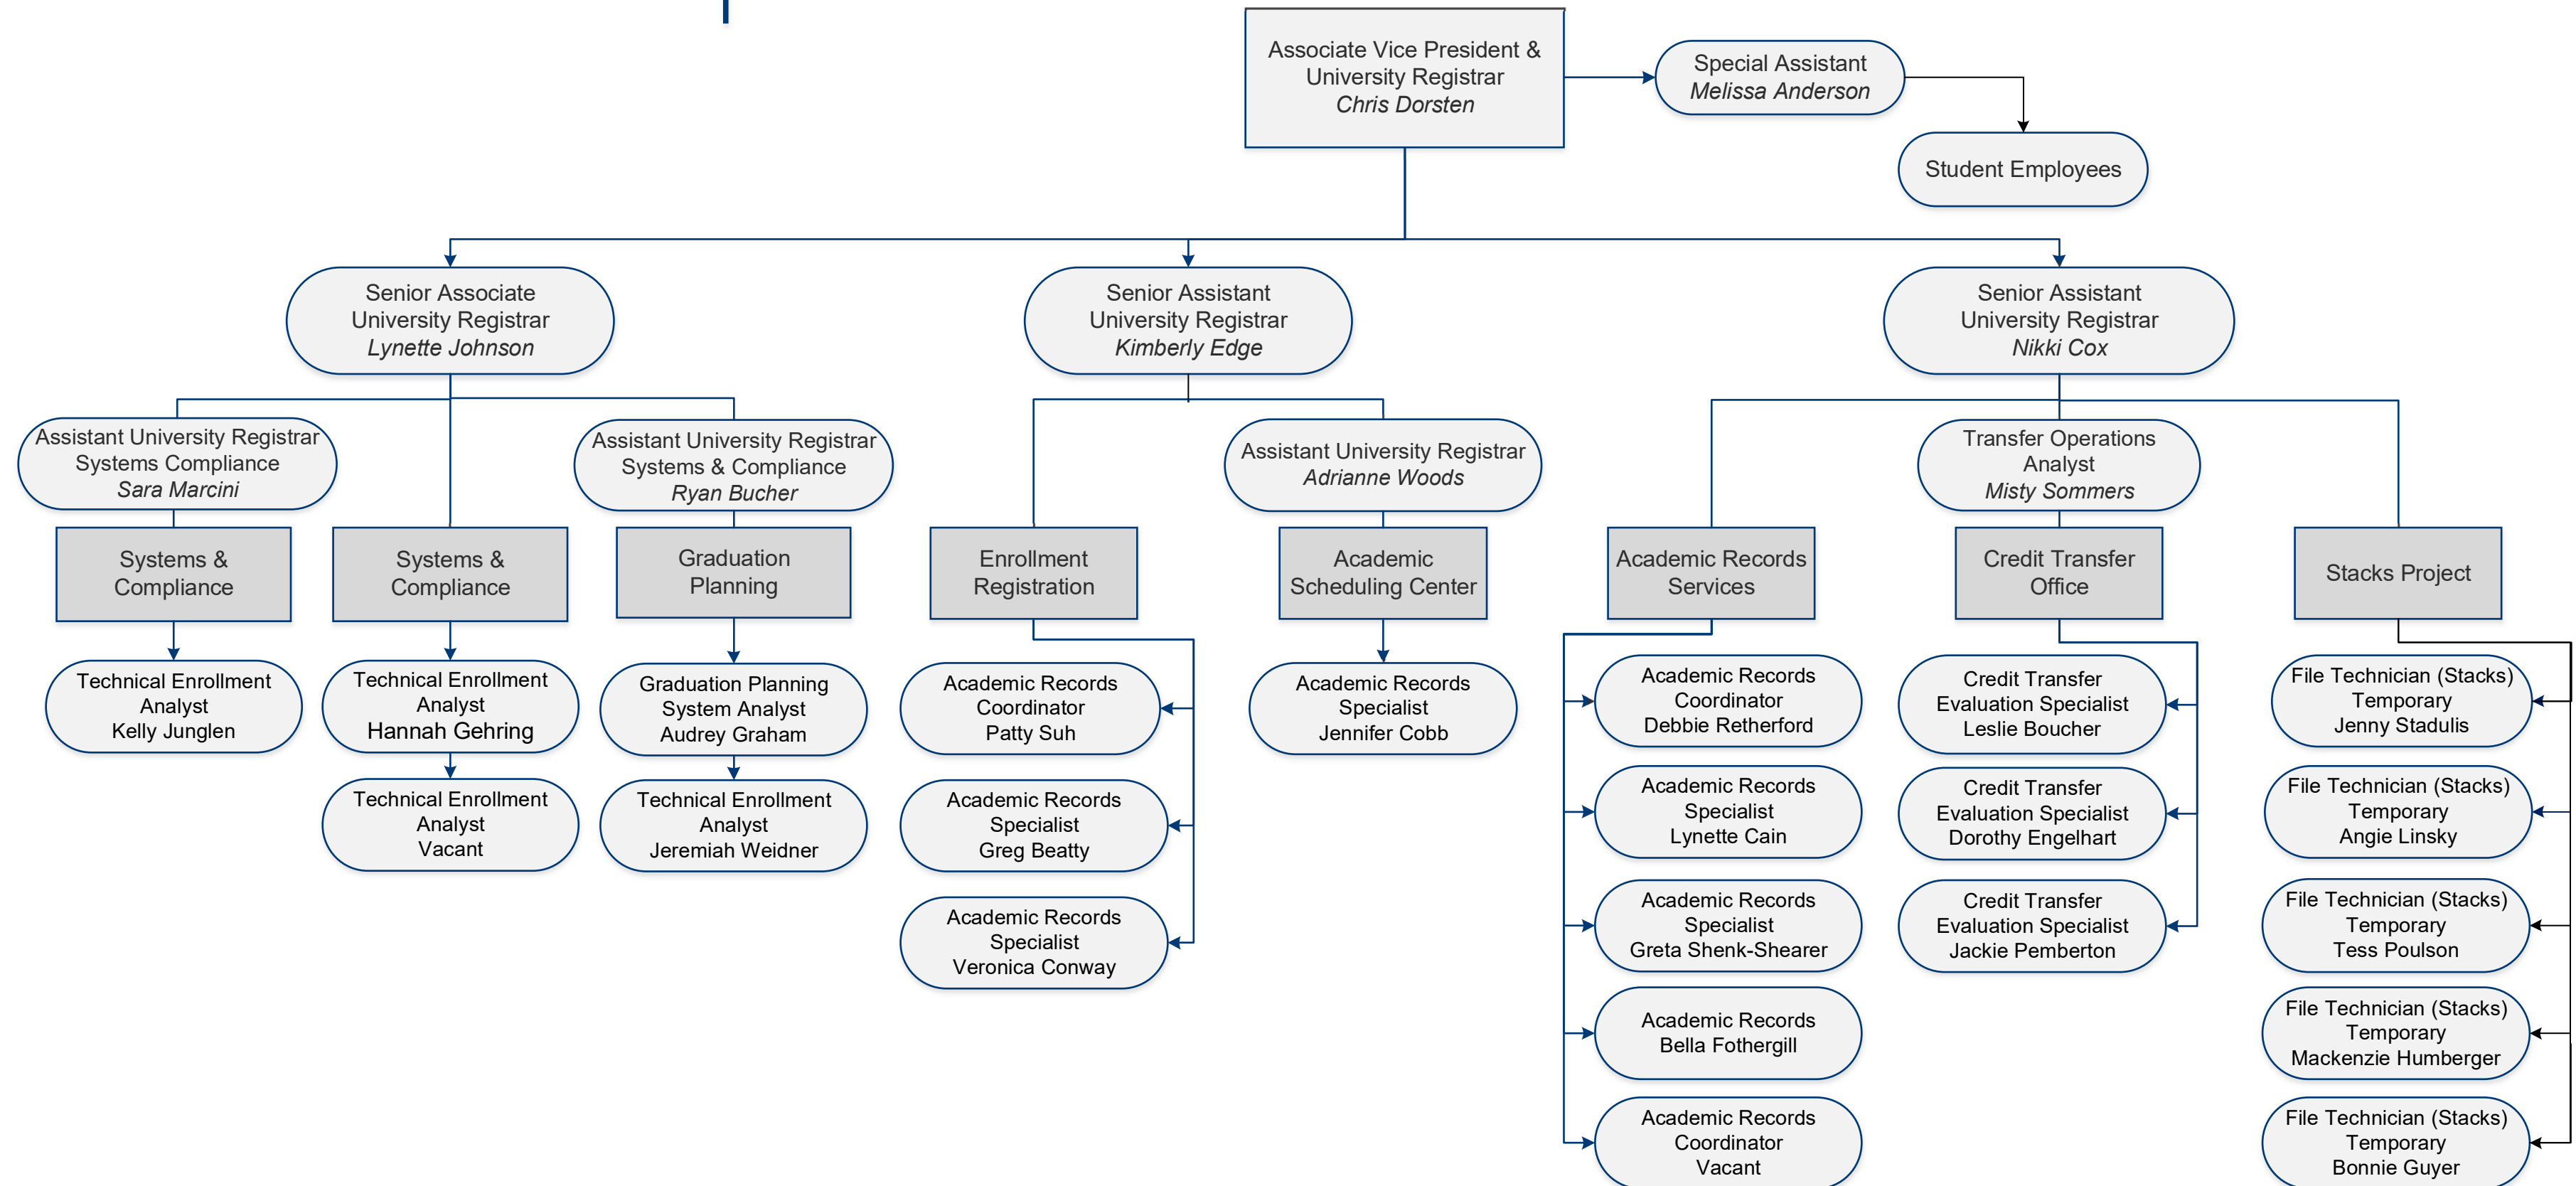 Associate Vice President &
University Registrar
Chris Dorsten
Special Assistant
Melissa Anderson
Student Employees
Senior Associate
University Registrar
Lynette Johnson
Senior Assistant
University Registrar
Kimberly Edge
Senior Assistant
University Registrar
Nikki Cox
Assistant University Registrar
Systems Compliance
Sara Marcini
Assistant University Registrar
Systems & Compliance
Ryan Bucher
Assistant University Registrar
Adrianne Woods
Transfer Operations
Analyst
Misty Sommers
Systems &
Compliance
Systems &
Compliance
Graduation
Planning
Enrollment
Registration
Academic
Scheduling Center
Academic Records
Services
Credit Transfer
Office
Stacks Project
Technical Enrollment
Analyst
Kelly Junglen
Technical Enrollment
Analyst
Hannah Gehring
Technical Enrollment
Analyst
Vacant
Graduation Planning
System Analyst
Audrey Graham
Technical Enrollment
Analyst
Jeremiah Weidner
Academic Records
Coordinator
Patty Suh
Academic Records
Specialist
Greg Beatty
Academic Records
Specialist
Veronica Conway
Academic Records
Specialist
Jennifer Cobb
Academic Records
Coordinator
Debbie Retherford
Academic Records
Specialist
Lynette Cain
Academic Records
Specialist
Greta Shenk-Shearer
Academic Records
Bella Fothergill
Academic Records
Coordinator
Vacant
Credit Transfer
Evaluation Specialist
Leslie Boucher
Credit Transfer
Evaluation Specialist
Dorothy Engelhart
Credit Transfer
Evaluation Specialist
Jackie Pemberton
File Technician (Stacks)
Temporary
Jenny Stadulis
File Technician (Stacks)
Temporary
Angie Linsky
File Technician (Stacks)
Temporary
Tess Poulson
File Technician (Stacks)
Temporary
Mackenzie Humberger
File Technician (Stacks)
Temporary
Bonnie Guyer